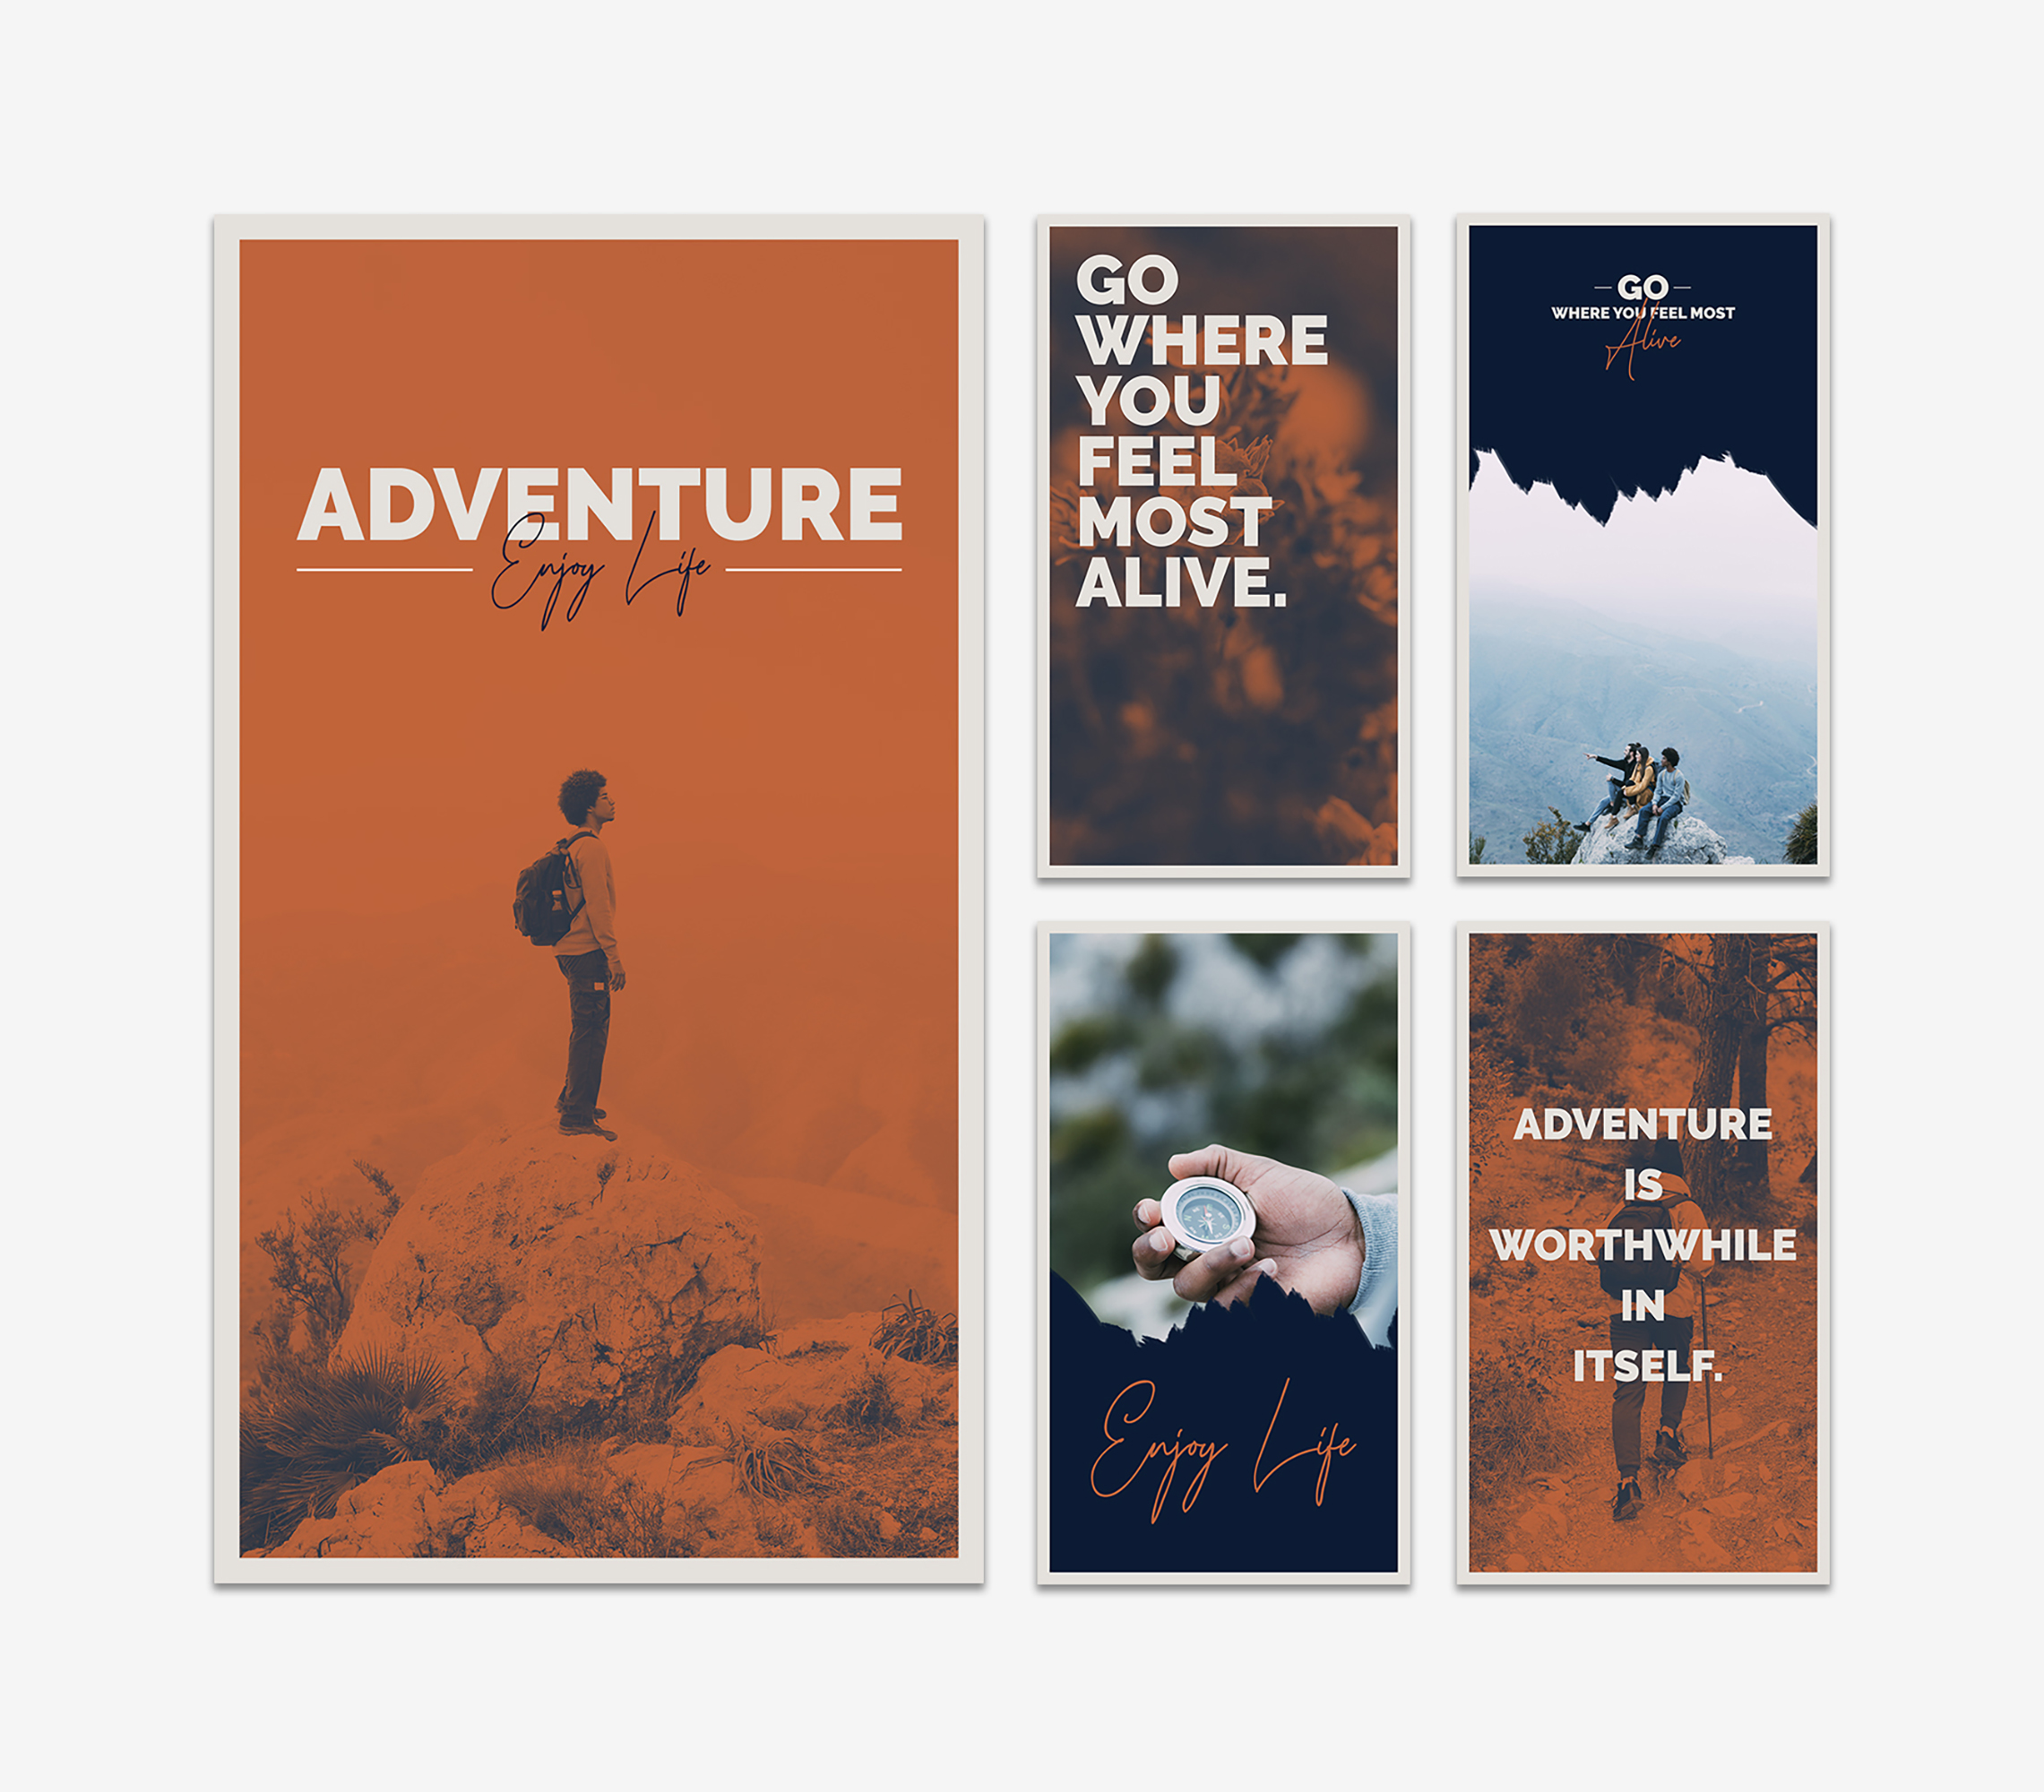 ADVENTURE
Enjoy Life
GO
WHERE
YOU
FEEL
MOST
ALIVE.
GO
WHERE YOU FEEL MOST
Alive
Enjoy Life
ADVENTURE
IS
WORTHWHILE
IN
ITSELF.